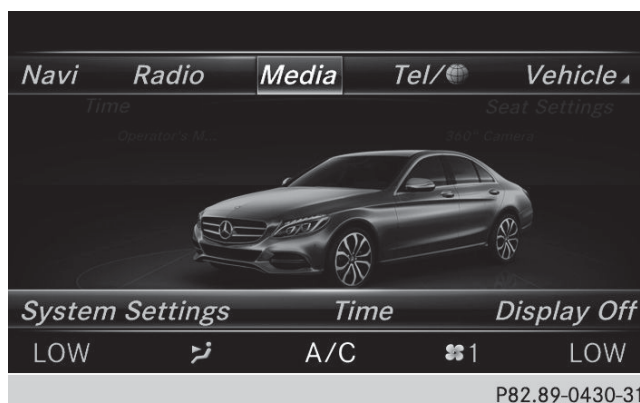 Navi Radio Media Tel/ Vehicle
Time Seat Settings
Operator's M... 360° Camera
System Settings Time Display Off
LOW A/C 1 LOW
P82.89-0430-31